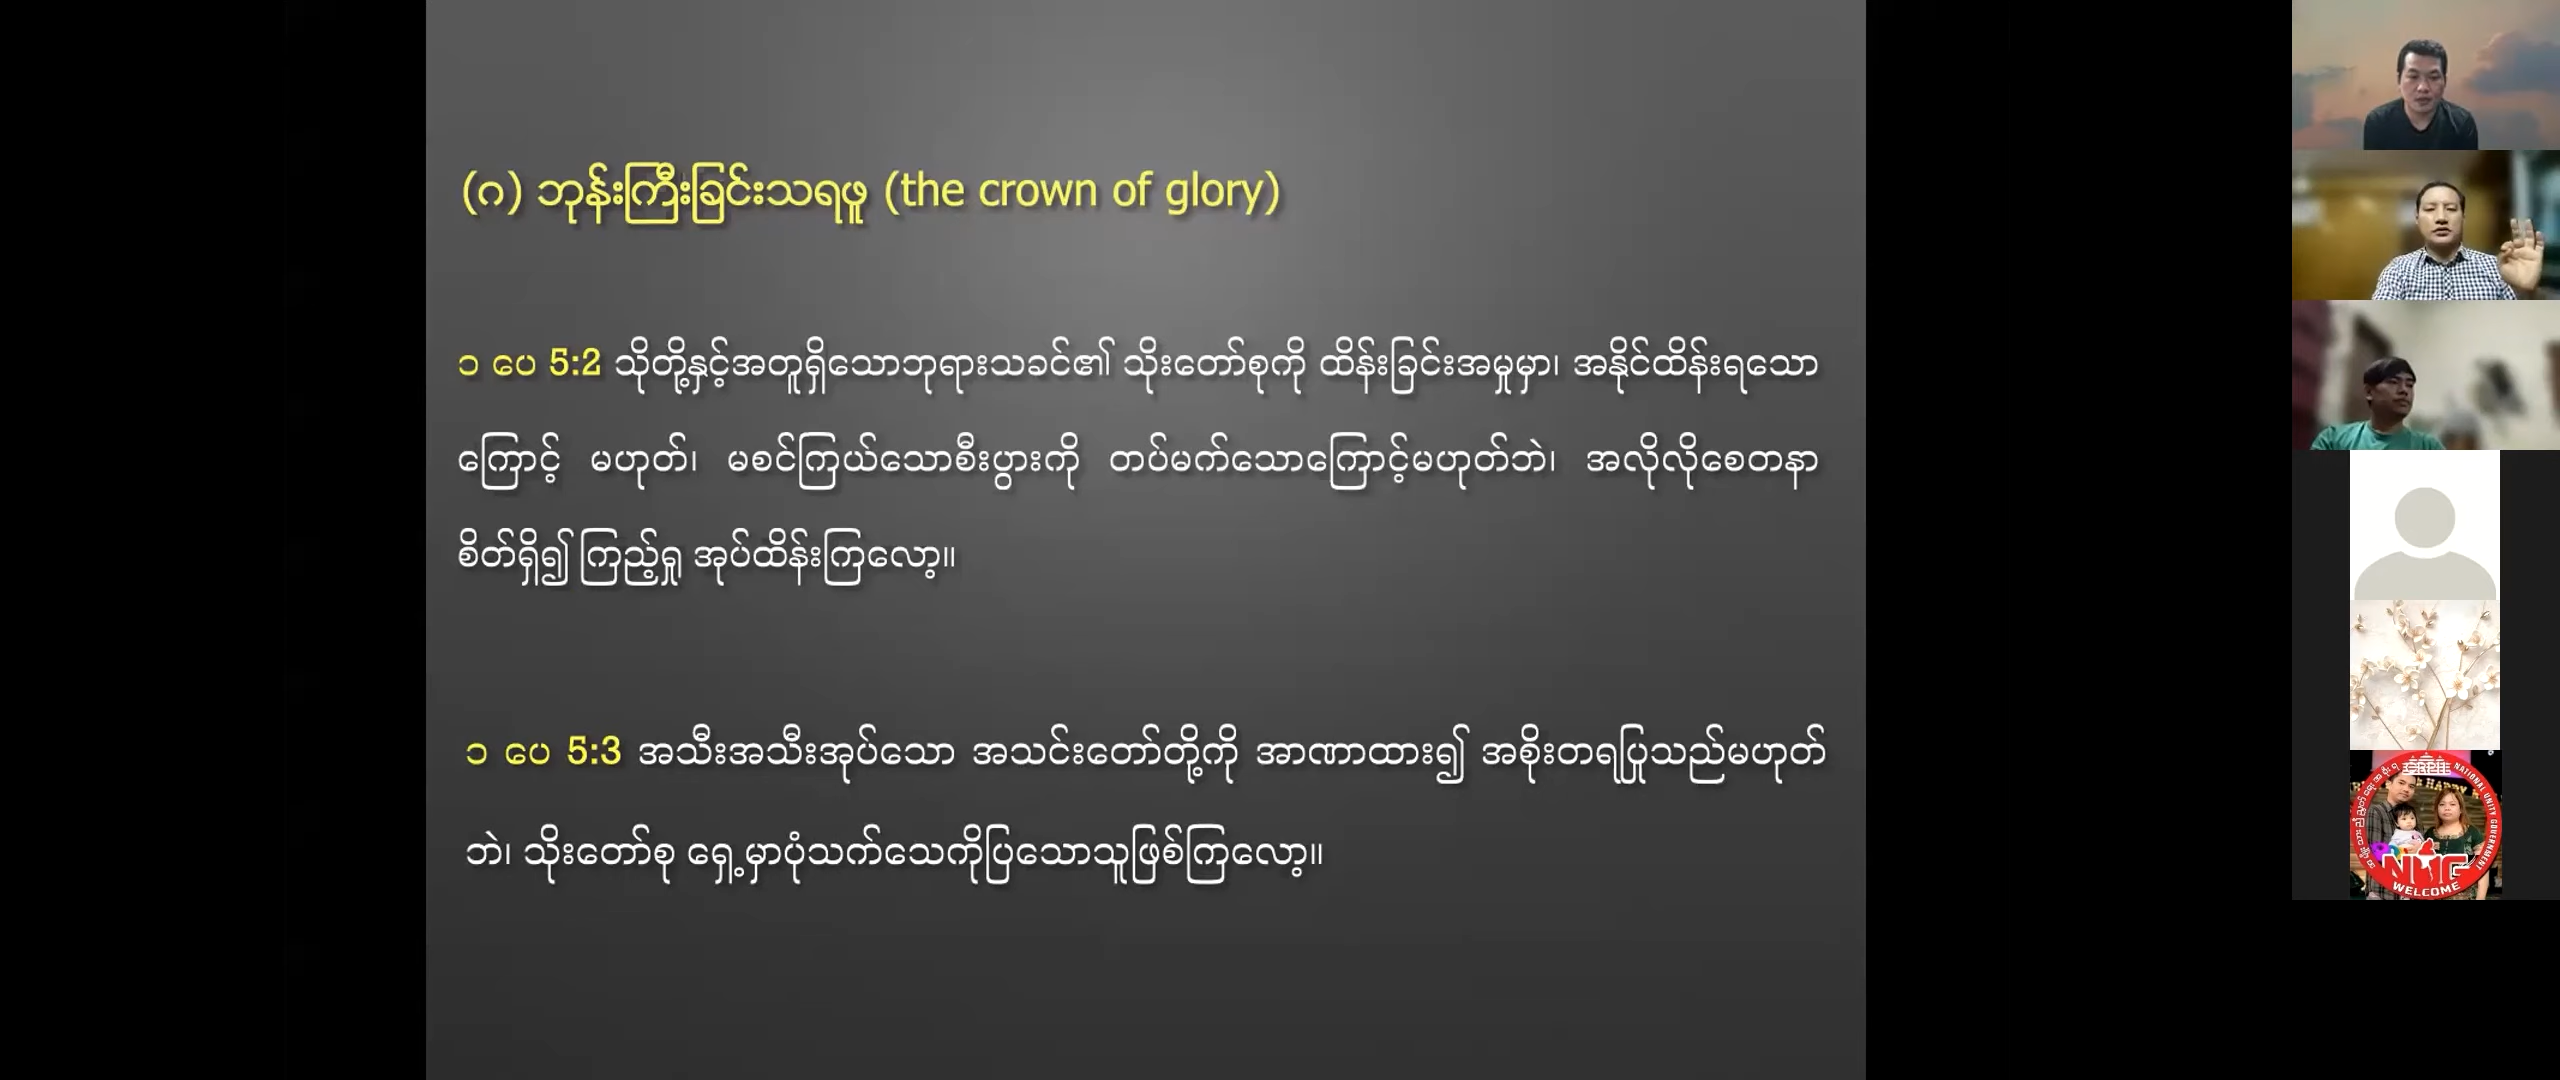 (ဂ) ဘုန်းကြီးခြင်းသရဖူ (the crown of glory)
၁ ပေ 5:2 သိုတို့နှင့်အတူရှိသောဘုရားသခင်၏ သိုးတော်စုကို ထိန်းခြင်းအမှုမှာ၊ အနိုင်ထိန်းရသော
ကြောင့် မဟုတ်၊ မစင်ကြယ်သောစီးပွားကို တပ်မက်သောကြောင့်မဟုတ်ဘဲ၊ အလိုလိုစေတနာ
စိတ်ရှိ၍ ကြည့်ရှု အုပ်ထိန်းကြလော့။
၁ ပေ 5:3 အသီးအသီးအုပ်သော အသင်းတော်တို့ကို အာဏာထား၍ အစိုးတရပြုသည်မဟုတ်
ဘဲ၊ သိုးတော်စု ရှေ့မှာပုံသက်သေကိုပြသောသူဖြစ်ကြလော့။
CRPH
NATIONAL UNITY GOVERNMENT
NUG
WELCOME